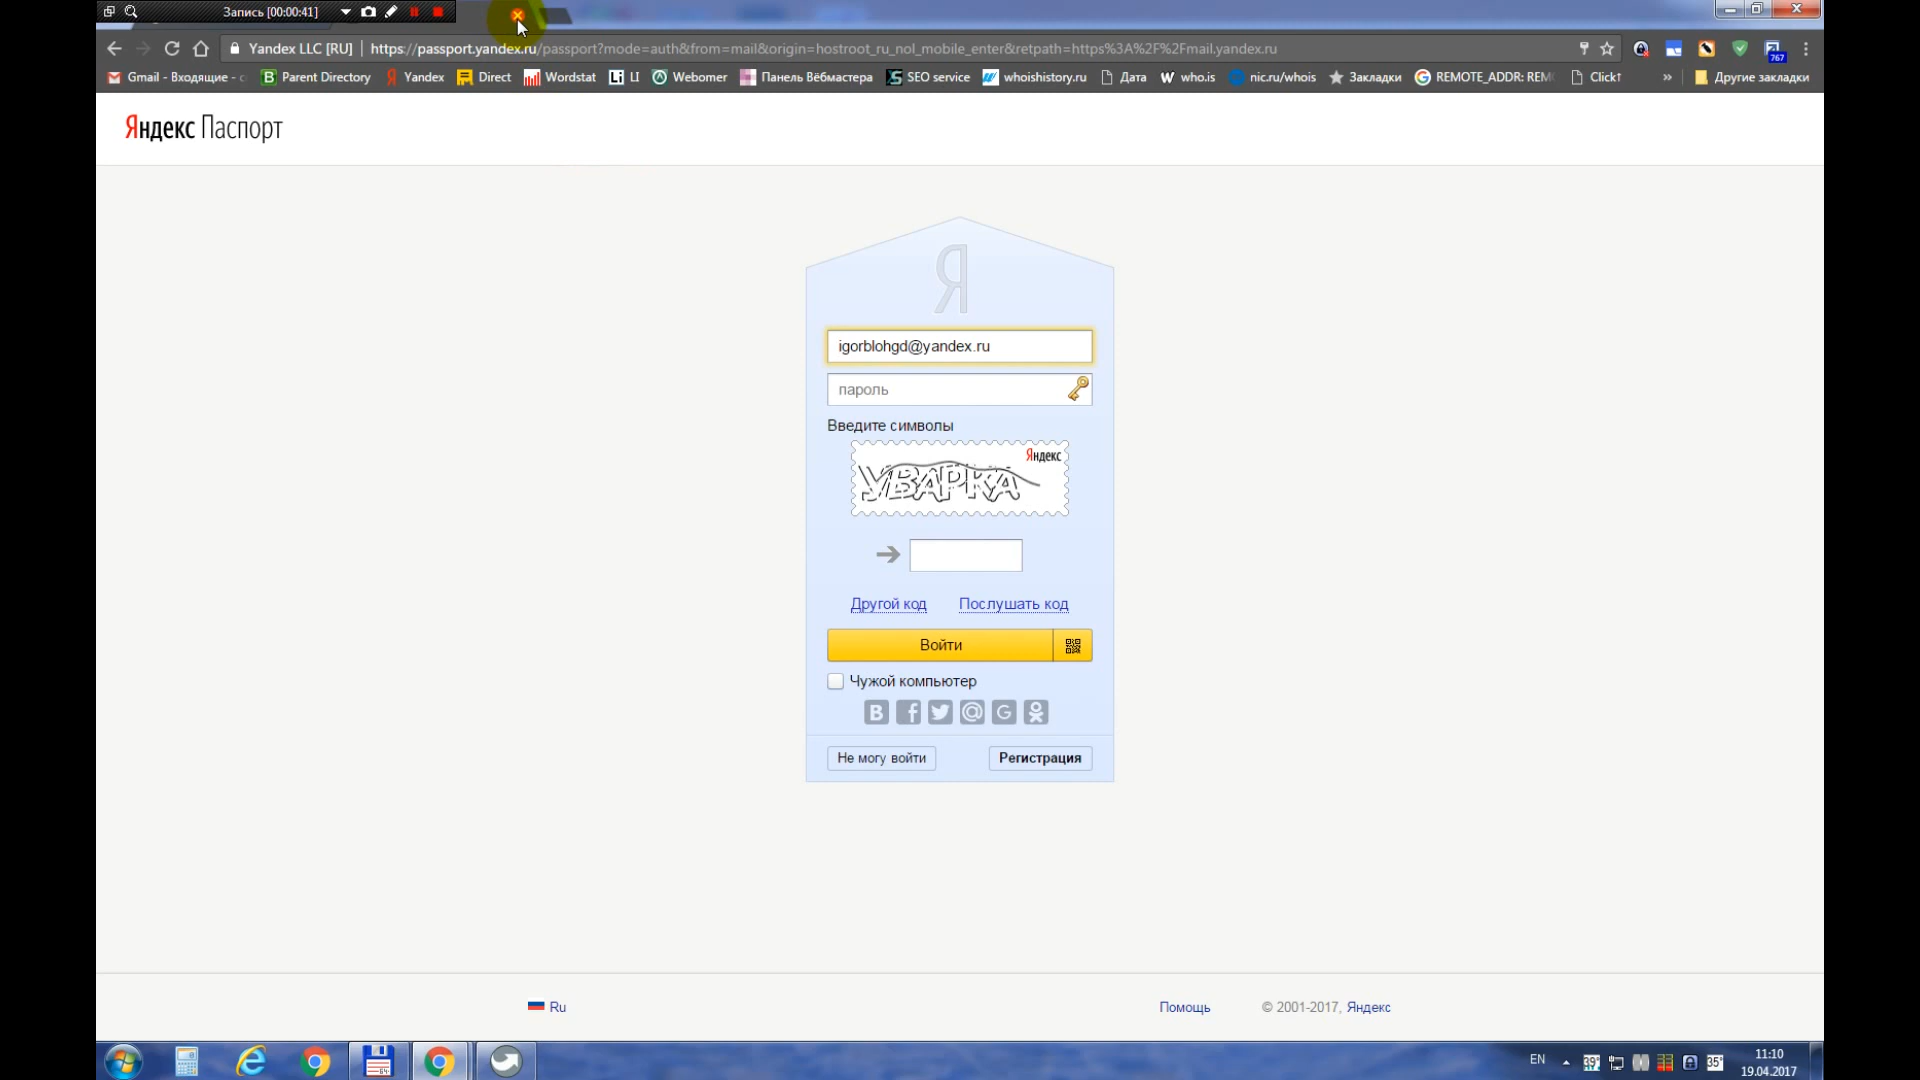 Запись [00:00:41]
Yandex LLC [RU] | https://passport.yandex.ru/passport?mode=auth&from=mail&origin=hostroot_ru_nol_mobile_enter&retpath=https%3A%2F%2Fmail.yandex.ru
767
Gmail - Входящие - Parent Directory Yandex Direct Wordstat LI Webomer Панель Вебмастера SEO service whoishistory.ru Дата who.is nic.ru/whois Закладки REMOTE_ADDR: REM Click† » Другие закладки
Яндекс Паспорт
Я
igorblohgd@yandex.ru
пароль
Введите символы
Яндекс
УВАРКА
Другой код Послушать код
Войти
Чужой компьютер
Не могу войти Регистрация
Ru Помощь © 2001-2017, Яндекс
EN 39° 35° 11:10
19.04.2017